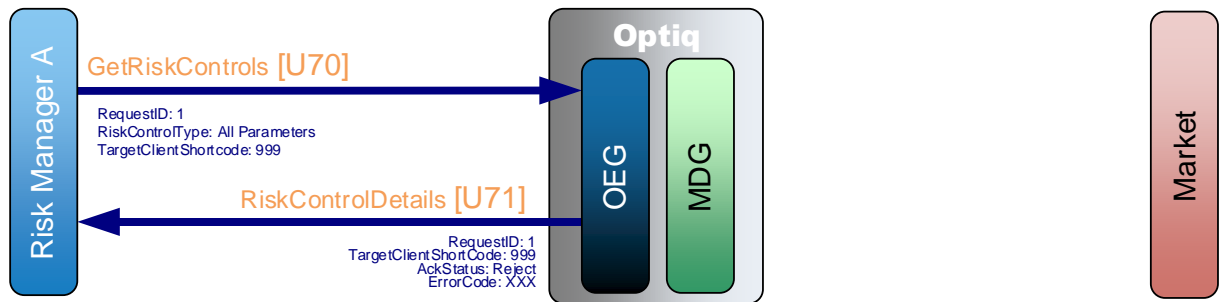 Risk Manager A
GetRiskControls [U70]
RequestID: 1
RiskControlType: All Parameters
TargetClientShortcode: 999
RiskControlDetails [U71]
RequestID: 1
TargetClientShortCode: 999
AckStatus: Reject
ErrorCode: XXX
Optiq
OEG
MDG
Market